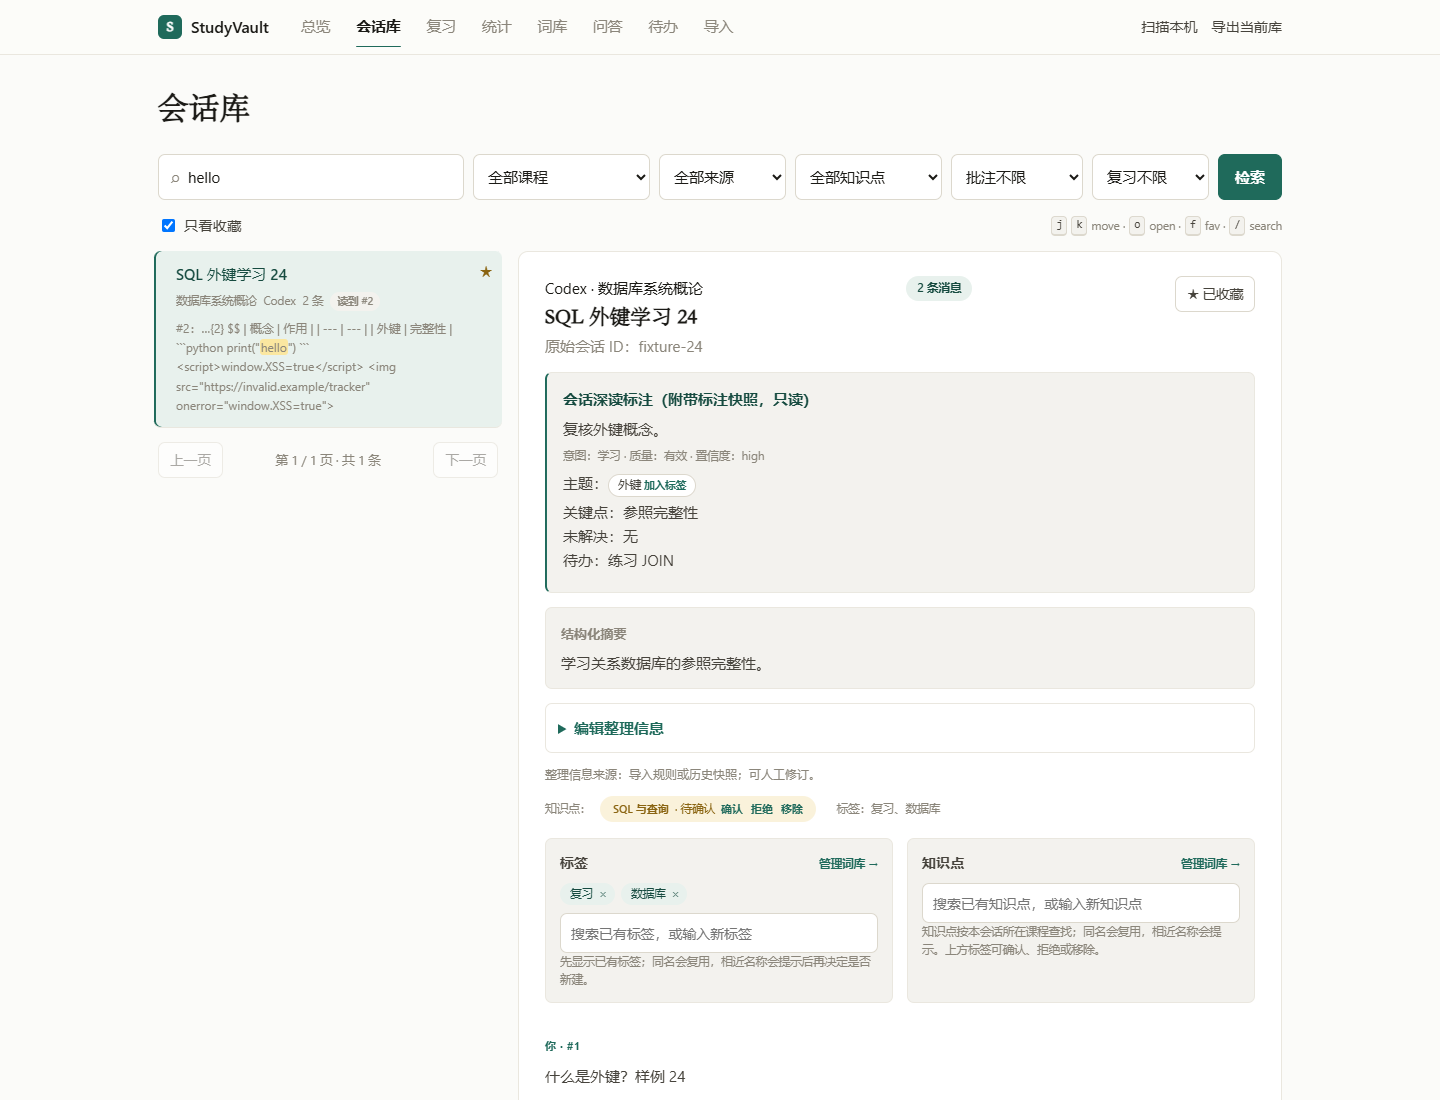 S StudyVault 总览 会话库 复习 统计 词库 问答 待办 导入 扫描本机 导出当前库
会话库
hello 全部课程 全部来源 全部知识点 批注不限 复习不限 检索
只看收藏 j k move · o open · f fav · / search
SQL 外键学习 24 ★
数据库系统概论 Codex 2 条 读到 #2
#2：…{2} $$ | 概念 | 作用 | | --- | --- | | 外键 | 完整性 |
```python print("hello") ```
<script>window.XSS=true</script> <img
src="https://invalid.example/tracker"
onerror="window.XSS=true">
上一页 第 1 / 1 页 · 共 1 条 下一页
Codex · 数据库系统概论 2 条消息 ★ 已收藏
SQL 外键学习 24
原始会话 ID：fixture-24
会话深读标注（附带标注快照，只读）
复核外键概念。
意图：学习 · 质量：有效 · 置信度：high
主题： 外键 加入标签
关键点：参照完整性
未解决：无
待办：练习 JOIN
结构化摘要
学习关系数据库的参照完整性。
▶ 编辑整理信息
整理信息来源：导入规则或历史快照；可人工修订。
知识点： SQL 与查询 · 待确认 确认 拒绝 移除 标签：复习、数据库
标签 管理词库 →
复习 × 数据库 ×
搜索已有标签，或输入新标签
先显示已有标签；同名会复用，相近名称会提示后再决定是否
新建。
知识点 管理词库 →
搜索已有知识点，或输入新知识点
知识点按本会话所在课程查找；同名会复用，相近名称会提
示。上方标签可确认、拒绝或移除。
你 · #1
什么是外键？样例 24